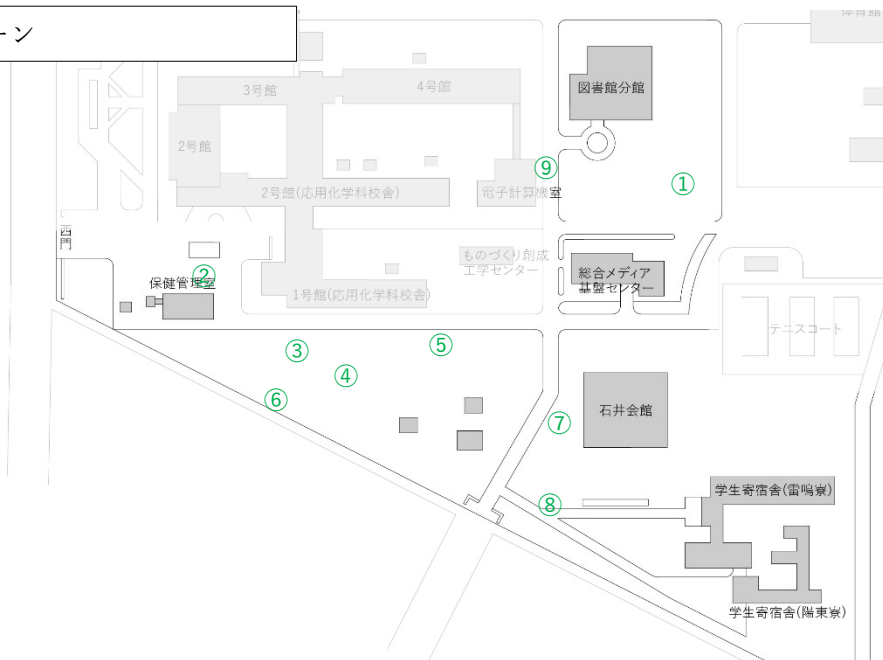 ーン
体育館
図書館分館
3号館
4号館
2号館
⑨
①
2号館(応用化学科校舎)
電子計算機室
西門
ものづくり創成
工学センター
総合メディア
基盤センター
②
保健管理室
1号館(応用化学科校舎)
テニスコート
③
⑤
④
⑥
⑦
石井会館
⑧
学生寄宿舎(雷鳴寮)
学生寄宿舎(陽東寮)